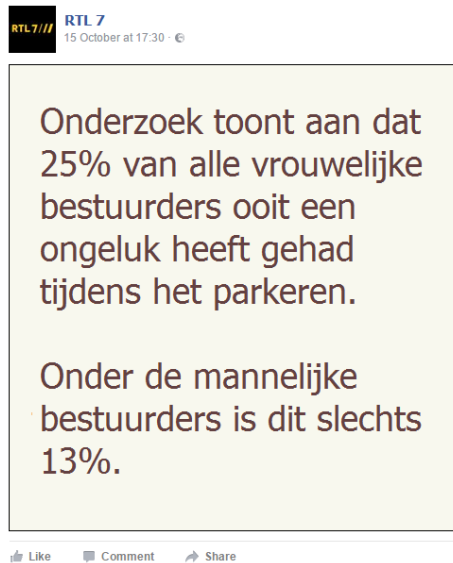 RTL 7///
RTL 7
15 October at 17:30 ·
Onderzoek toont aan dat
25% van alle vrouwelijke
bestuurders ooit een
ongeluk heeft gehad
tijdens het parkeren.
Onder de mannelijke
bestuurders is dit slechts
13%.
Like Comment Share